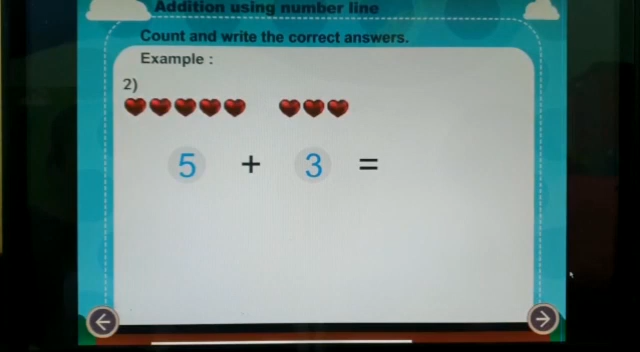 Addition using number line
Count and write the correct answers.
Example :
2)
5 + 3 =